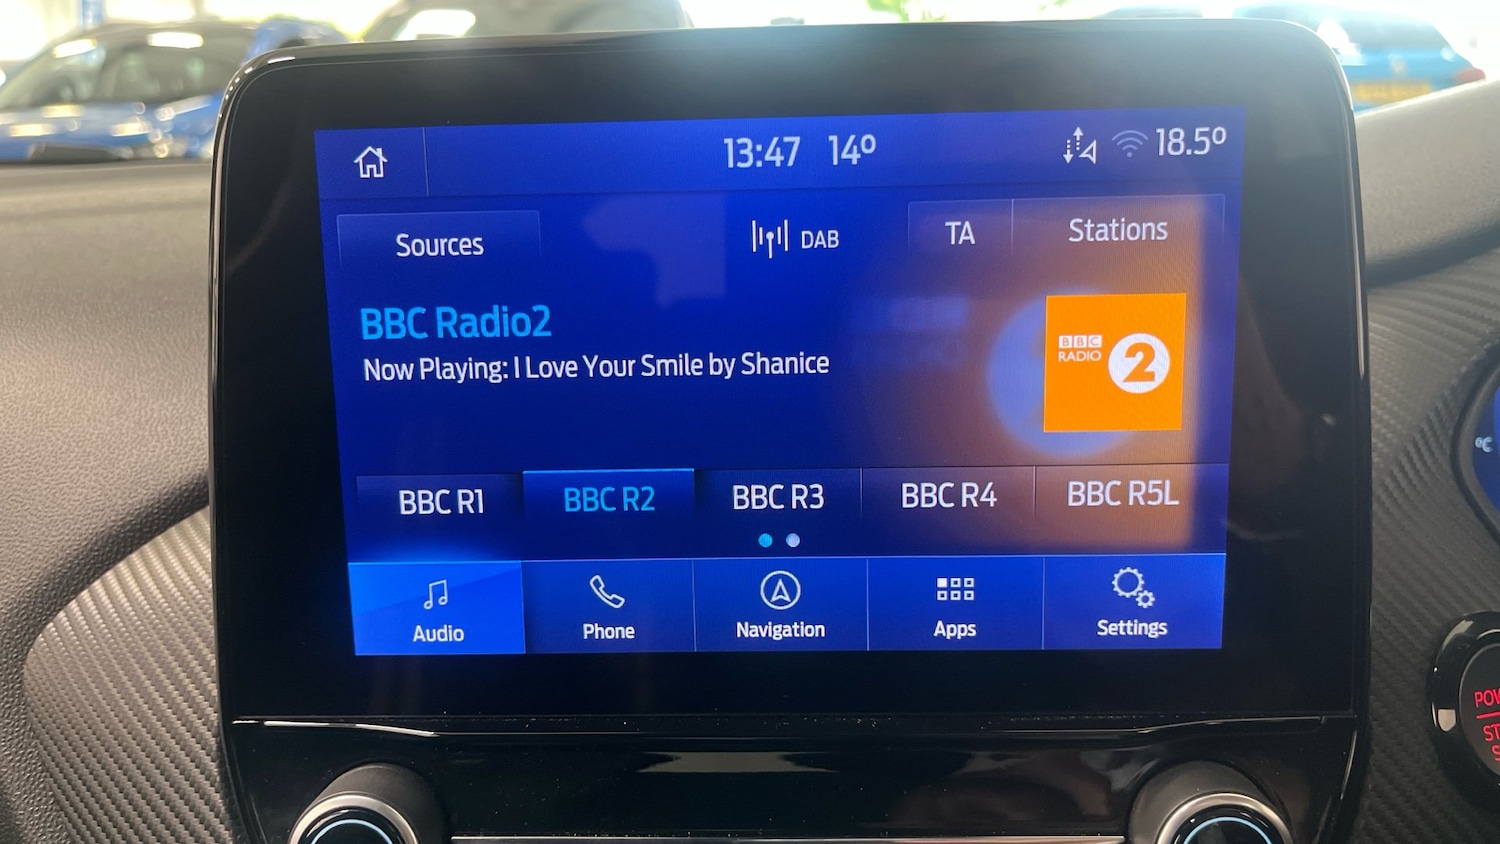 13:47 14° 18.5°
Sources DAB TA Stations
BBC Radio2
Now Playing: I Love Your Smile by Shanice
BBC
RADIO
2
BBC R1 BBC R2 BBC R3 BBC R4 BBC R5L
Audio Phone Navigation Apps Settings
°C